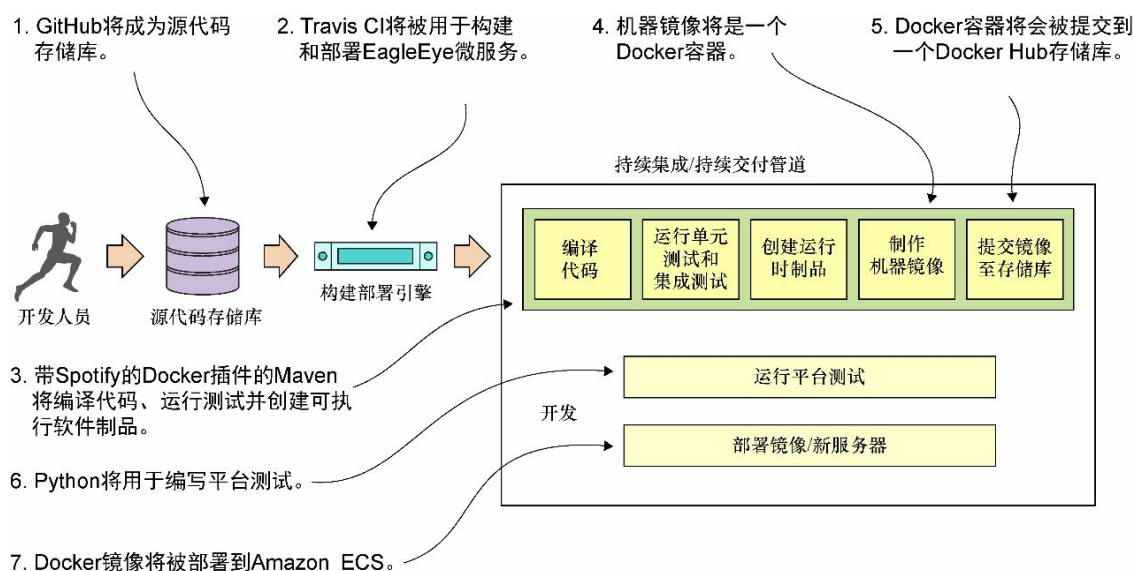 1. GitHub将成为源代码
存储库。
2. Travis CI将被用于构建
和部署EagleEye微服务。
4. 机器镜像将是一个
Docker容器。
5. Docker容器将会被提交到
一个Docker Hub存储库。
持续集成/持续交付管道
编译
代码
运行单元
测试和
集成测试
创建运行
时制品
制作
机器镜像
提交镜像
至存储库
开发人员
源代码存储库
构建部署引擎
3. 带Spotify的Docker插件的Maven
将编译代码、运行测试并创建可执
行软件制品。
运行平台测试
开发
部署镜像/新服务器
6. Python将用于编写平台测试。
7. Docker镜像将被部署到Amazon ECS。